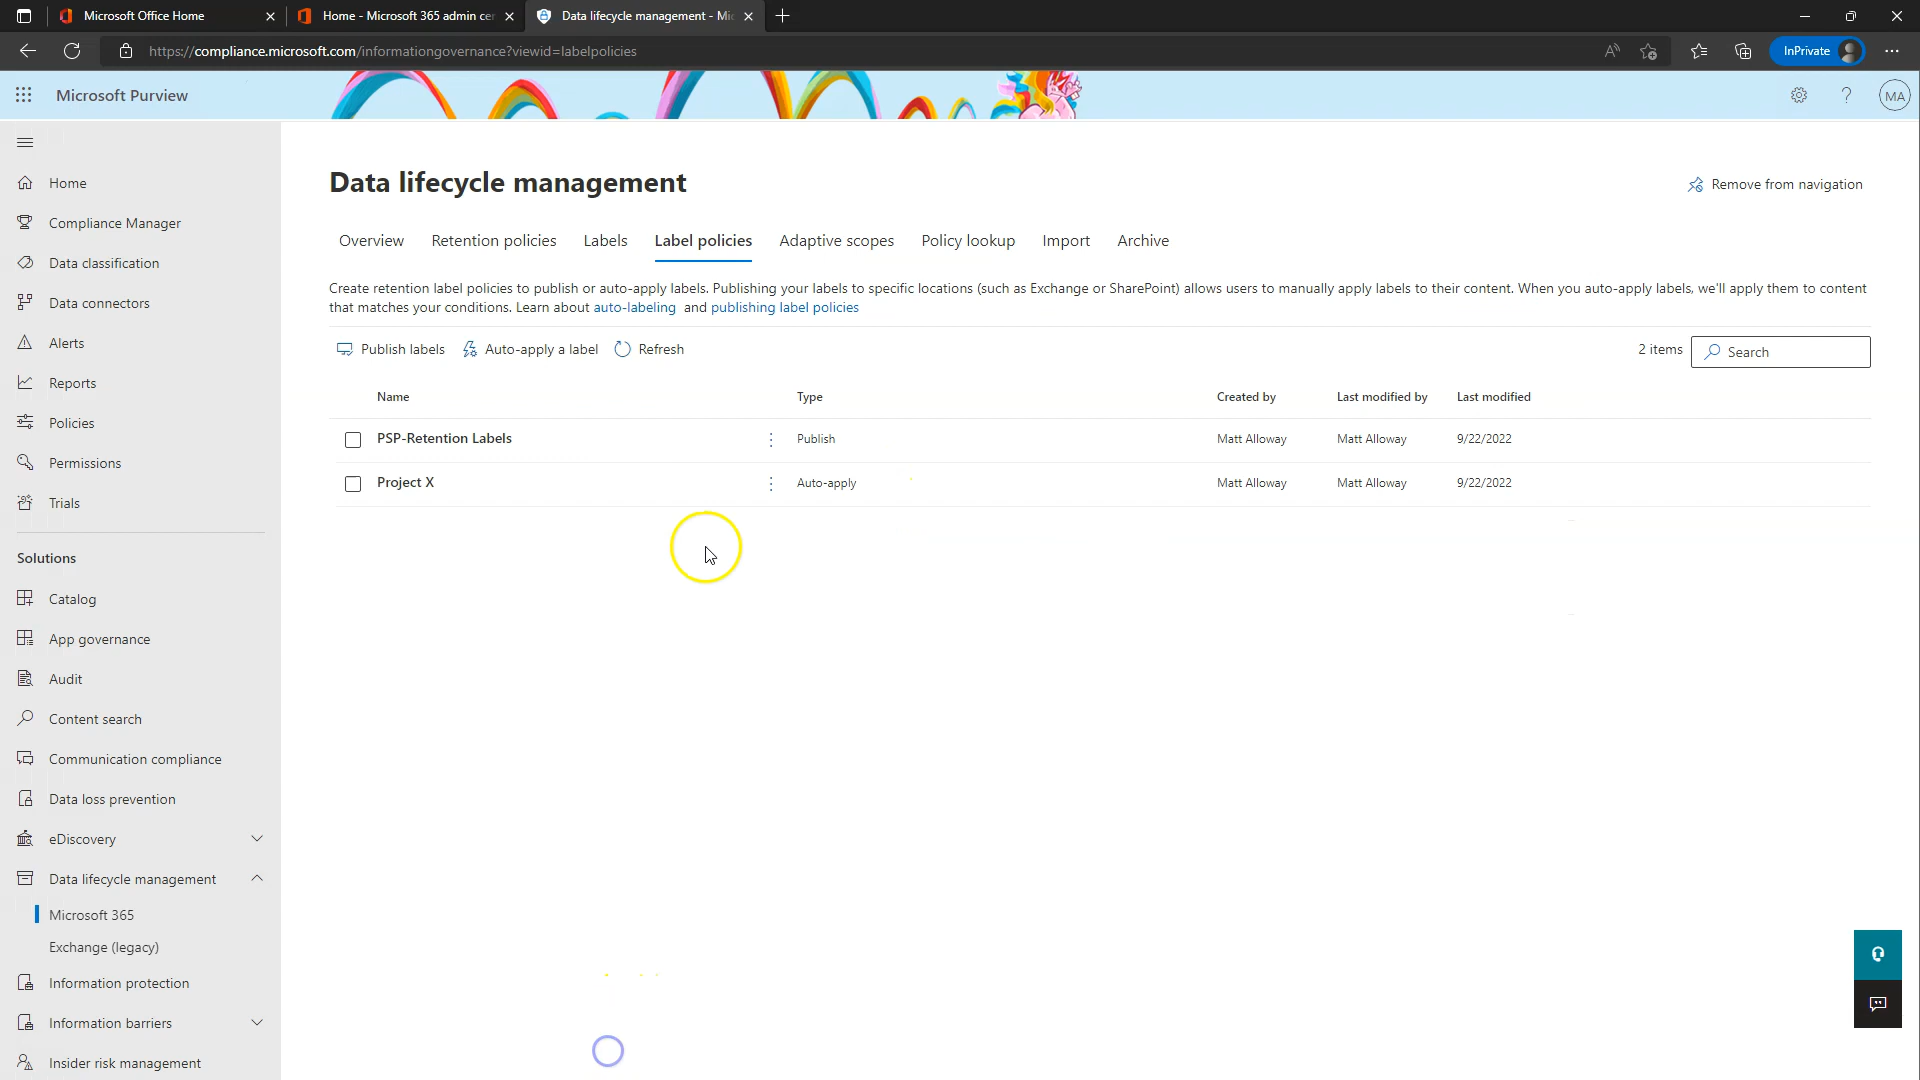 Microsoft Office Home
Home - Microsoft 365 admin cer
Data lifecycle management - Mic
https://compliance.microsoft.com/informationgovernance?viewid=labelpolicies
InPrivate
Microsoft Purview
MA
Home
Compliance Manager
Data classification
Data connectors
Alerts
Reports
Policies
Permissions
Trials
Solutions
Catalog
App governance
Audit
Content search
Communication compliance
Data loss prevention
eDiscovery
Data lifecycle management
Microsoft 365
Exchange (legacy)
Information protection
Information barriers
Insider risk management
Data lifecycle management
Remove from navigation
Overview Retention policies Labels Label policies Adaptive scopes Policy lookup Import Archive
Create retention label policies to publish or auto-apply labels. Publishing your labels to specific locations (such as Exchange or SharePoint) allows users to manually apply labels to their content. When you auto-apply labels, we'll apply them to content
that matches your conditions. Learn about auto-labeling and publishing label policies
Publish labels Auto-apply a label Refresh 2 items Search
Name Type Created by Last modified by Last modified
PSP-Retention Labels Publish Matt Alloway Matt Alloway 9/22/2022
Project X Auto-apply Matt Alloway Matt Alloway 9/22/2022